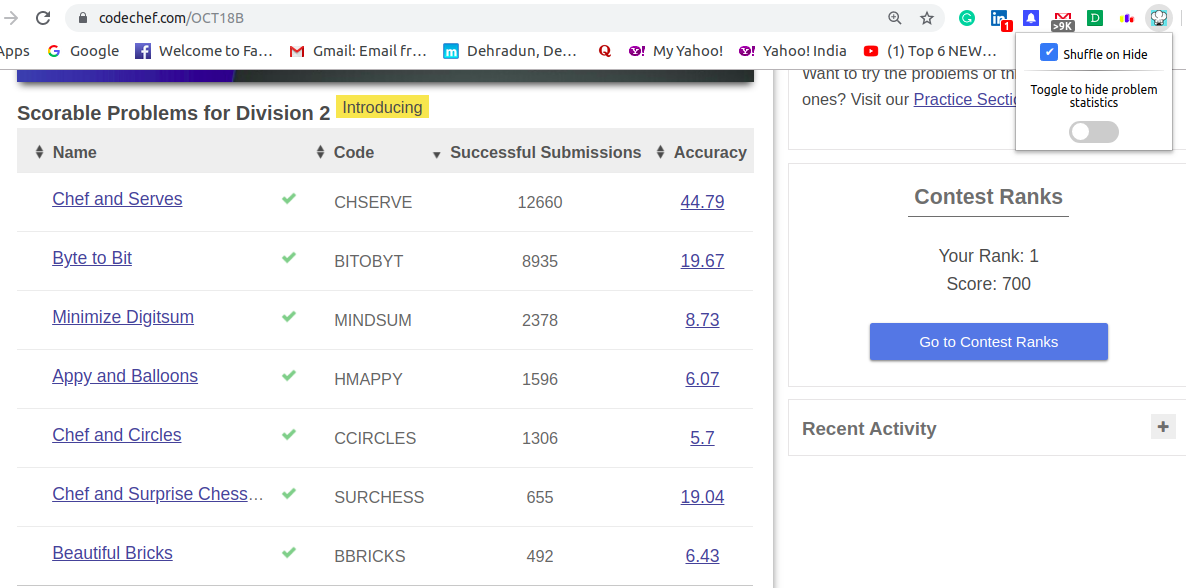 codechef.com/OCT18B
1
>9K
D
Apps Google Welcome to Fa... Gmail: Email fr... m Dehradun, De... Q My Yahoo! Yahoo! India (1) Top 6 NEW...
Shuffle on Hide
Toggle to hide problem
statistics
Want to try the problems of th
ones? Visit our Practice Sectio
Scorable Problems for Division 2 Introducing
Name Code Successful Submissions Accuracy
Chef and Serves CHSERVE 12660 44.79
Byte to Bit BITOBYT 8935 19.67
Minimize Digitsum MINDSUM 2378 8.73
Appy and Balloons HMAPPY 1596 6.07
Chef and Circles CCIRCLES 1306 5.7
Chef and Surprise Chess... SURCHESS 655 19.04
Beautiful Bricks BBRICKS 492 6.43
Contest Ranks
Your Rank: 1
Score: 700
Go to Contest Ranks
Recent Activity +